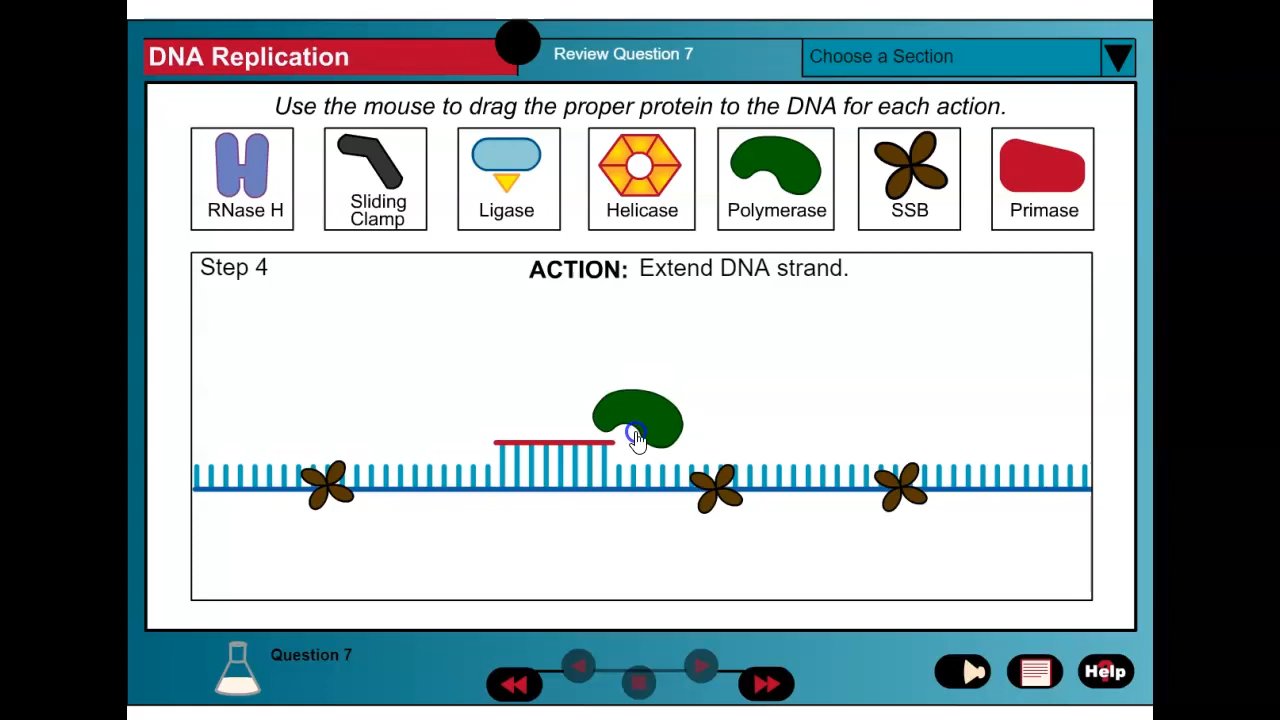 DNA Replication
Review Question 7
Choose a Section
Use the mouse to drag the proper protein to the DNA for each action.
RNase H
Sliding
Clamp
Ligase
Helicase
Polymerase
SSB
Primase
Step 4
ACTION: Extend DNA strand.
Question 7
Help